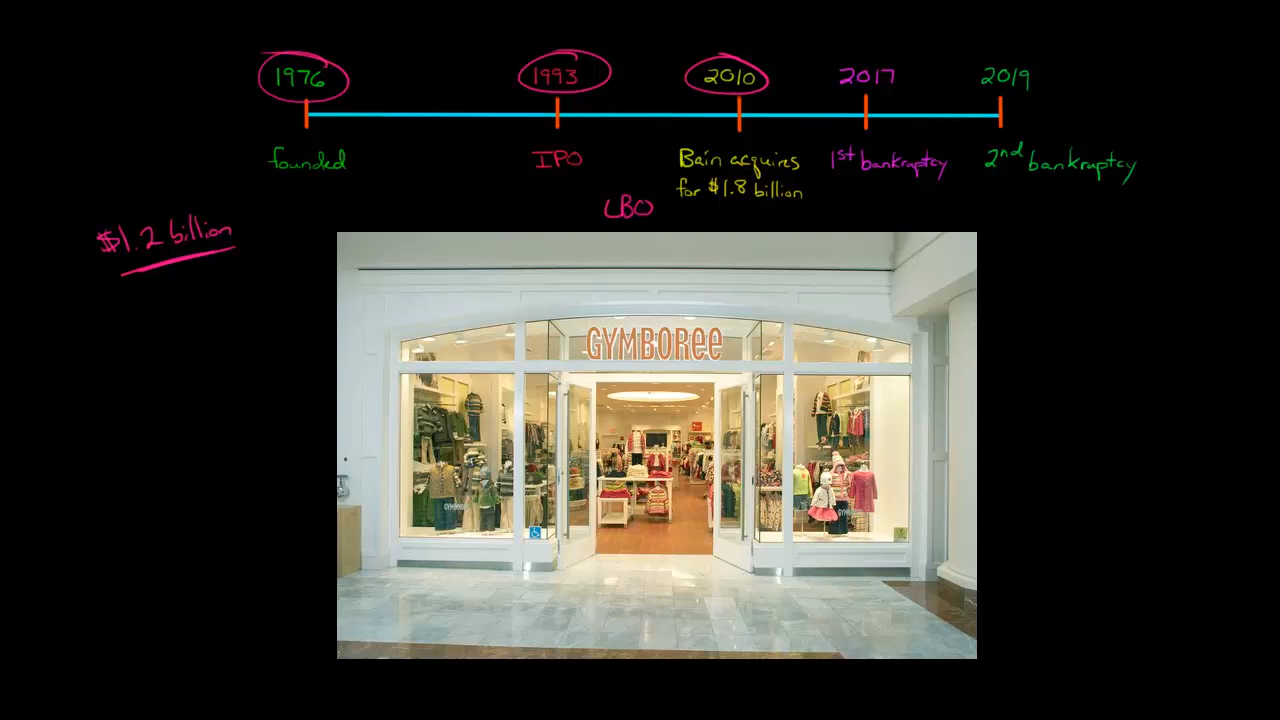 1976
1993
2010
2017
2019
founded
IPO
Bain acquires
for $1.8 billion
1st bankruptcy
2nd bankruptcy
LBO
$1.2 billion
GYMBOREE
GYMBOREE